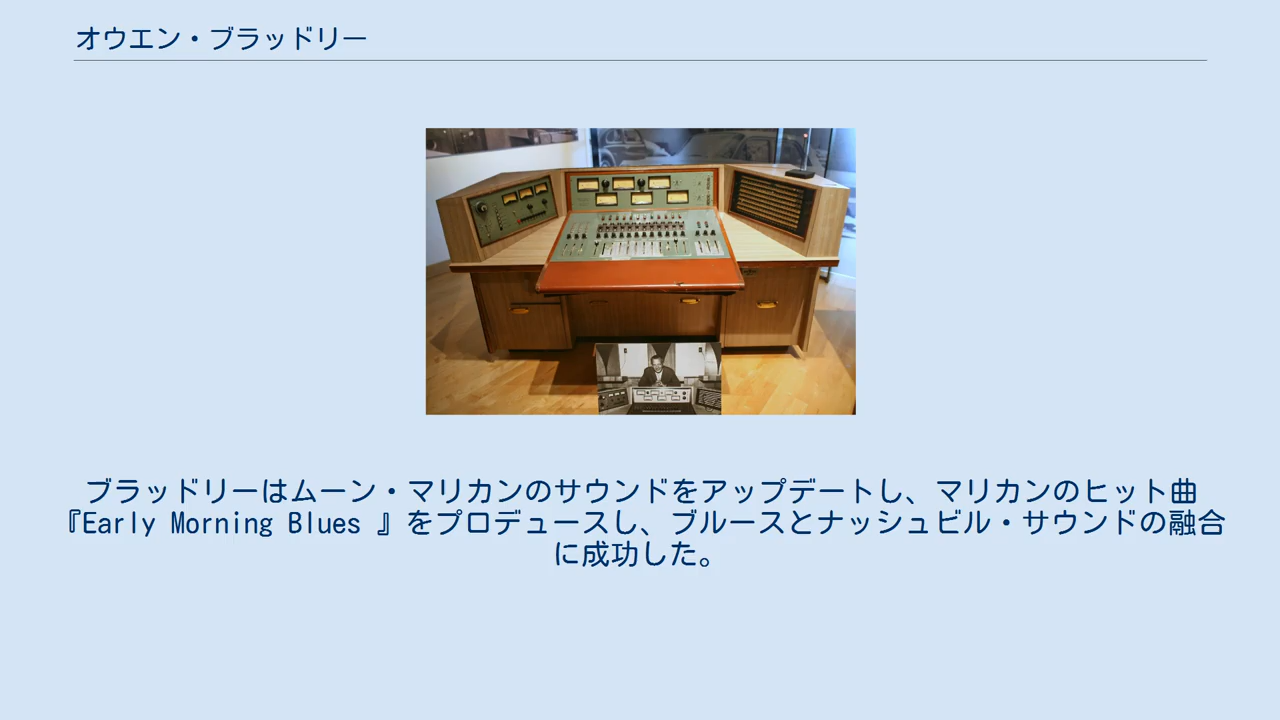 オウエン・ブラッドリー
ブラッドリーはムーン・マリカンのサウンドをアップデートし、マリカンのヒット曲
『Early Morning Blues 』をプロデュースし、ブルースとナッシュビル・サウンドの融合
に成功した。